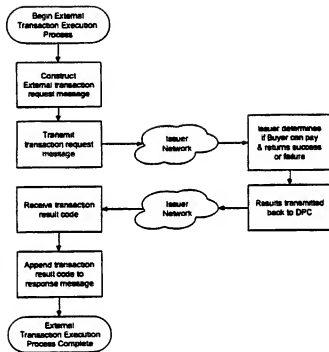 Begin External
Transaction Execution
Process
Construct
External transaction
request message
Transmit
transaction request
message
Issuer
Network
Issuer determines
if Buyer can pay
& returns success
or failure
Receive transaction
result code
Issuer
Network
Results transmitted
back to DPC
Append transaction
result code to
response message
External
Transaction Execution
Process Complete